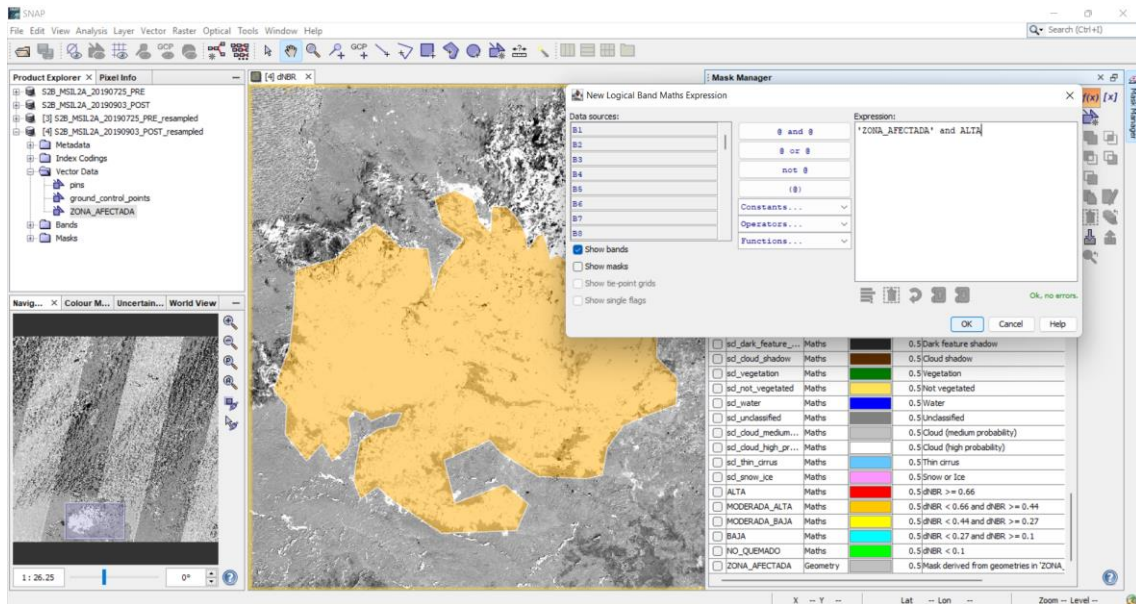 SNAP
File Edit View Analysis Layer Vector Raster Optical Tools Window Help
Search (Ctrl+I)
GCP
GCP
Product Explorer × Pixel Info
S2B_MSIL2A_20190725_PRE
S2B_MSIL2A_20190903_POST
[3] S2B_MSIL2A_20190725_PRE_resampled
[4] S2B_MSIL2A_20190903_POST_resampled
Metadata
Index Codings
Vector Data
pins
ground_control_points
ZONA_AFECTADA
Bands
Masks
Navig... × Colour M... Uncertain... World View
1 : 26.25
0°
[4] dNBR ×
Mask Manager
f(x) [x]
Mask Manager
New Logical Band Maths Expression
Data sources:
B1
B2
B3
B4
B5
B6
B7
B8
Show bands
Show masks
Show tie-point grids
Show single flags
@ and @
@ or @
not @
(@)
Constants...
Operators...
Functions...
Expression:
'ZONA_AFECTADA' and ALTA
Ok, no errors.
OK Cancel Help
scl_dark_feature_... Maths 0.5 Dark feature shadow
scl_cloud_shadow Maths 0.5 Cloud shadow
scl_vegetation Maths 0.5 Vegetation
scl_not_vegetated Maths 0.5 Not vegetated
scl_water Maths 0.5 Water
scl_unclassified Maths 0.5 Unclassified
scl_cloud_medium... Maths 0.5 Cloud (medium probability)
scl_cloud_high_pr... Maths 0.5 Cloud (high probability)
scl_thin_cirrus Maths 0.5 Thin cirrus
scl_snow_ice Maths 0.5 Snow or Ice
ALTA Maths 0.5 dNBR >= 0.66
MODERADA_ALTA Maths 0.5 dNBR < 0.66 and dNBR >= 0.44
MODERADA_BAJA Maths 0.5 dNBR < 0.44 and dNBR >= 0.27
BAJA Maths 0.5 dNBR < 0.27 and dNBR >= 0.1
NO_QUEMADO Maths 0.5 dNBR < 0.1
ZONA_AFECTADA Geometry 0.5 Mask derived from geometries in 'ZONA_
X -- Y -- Lat -- Lon -- Zoom -- Level --